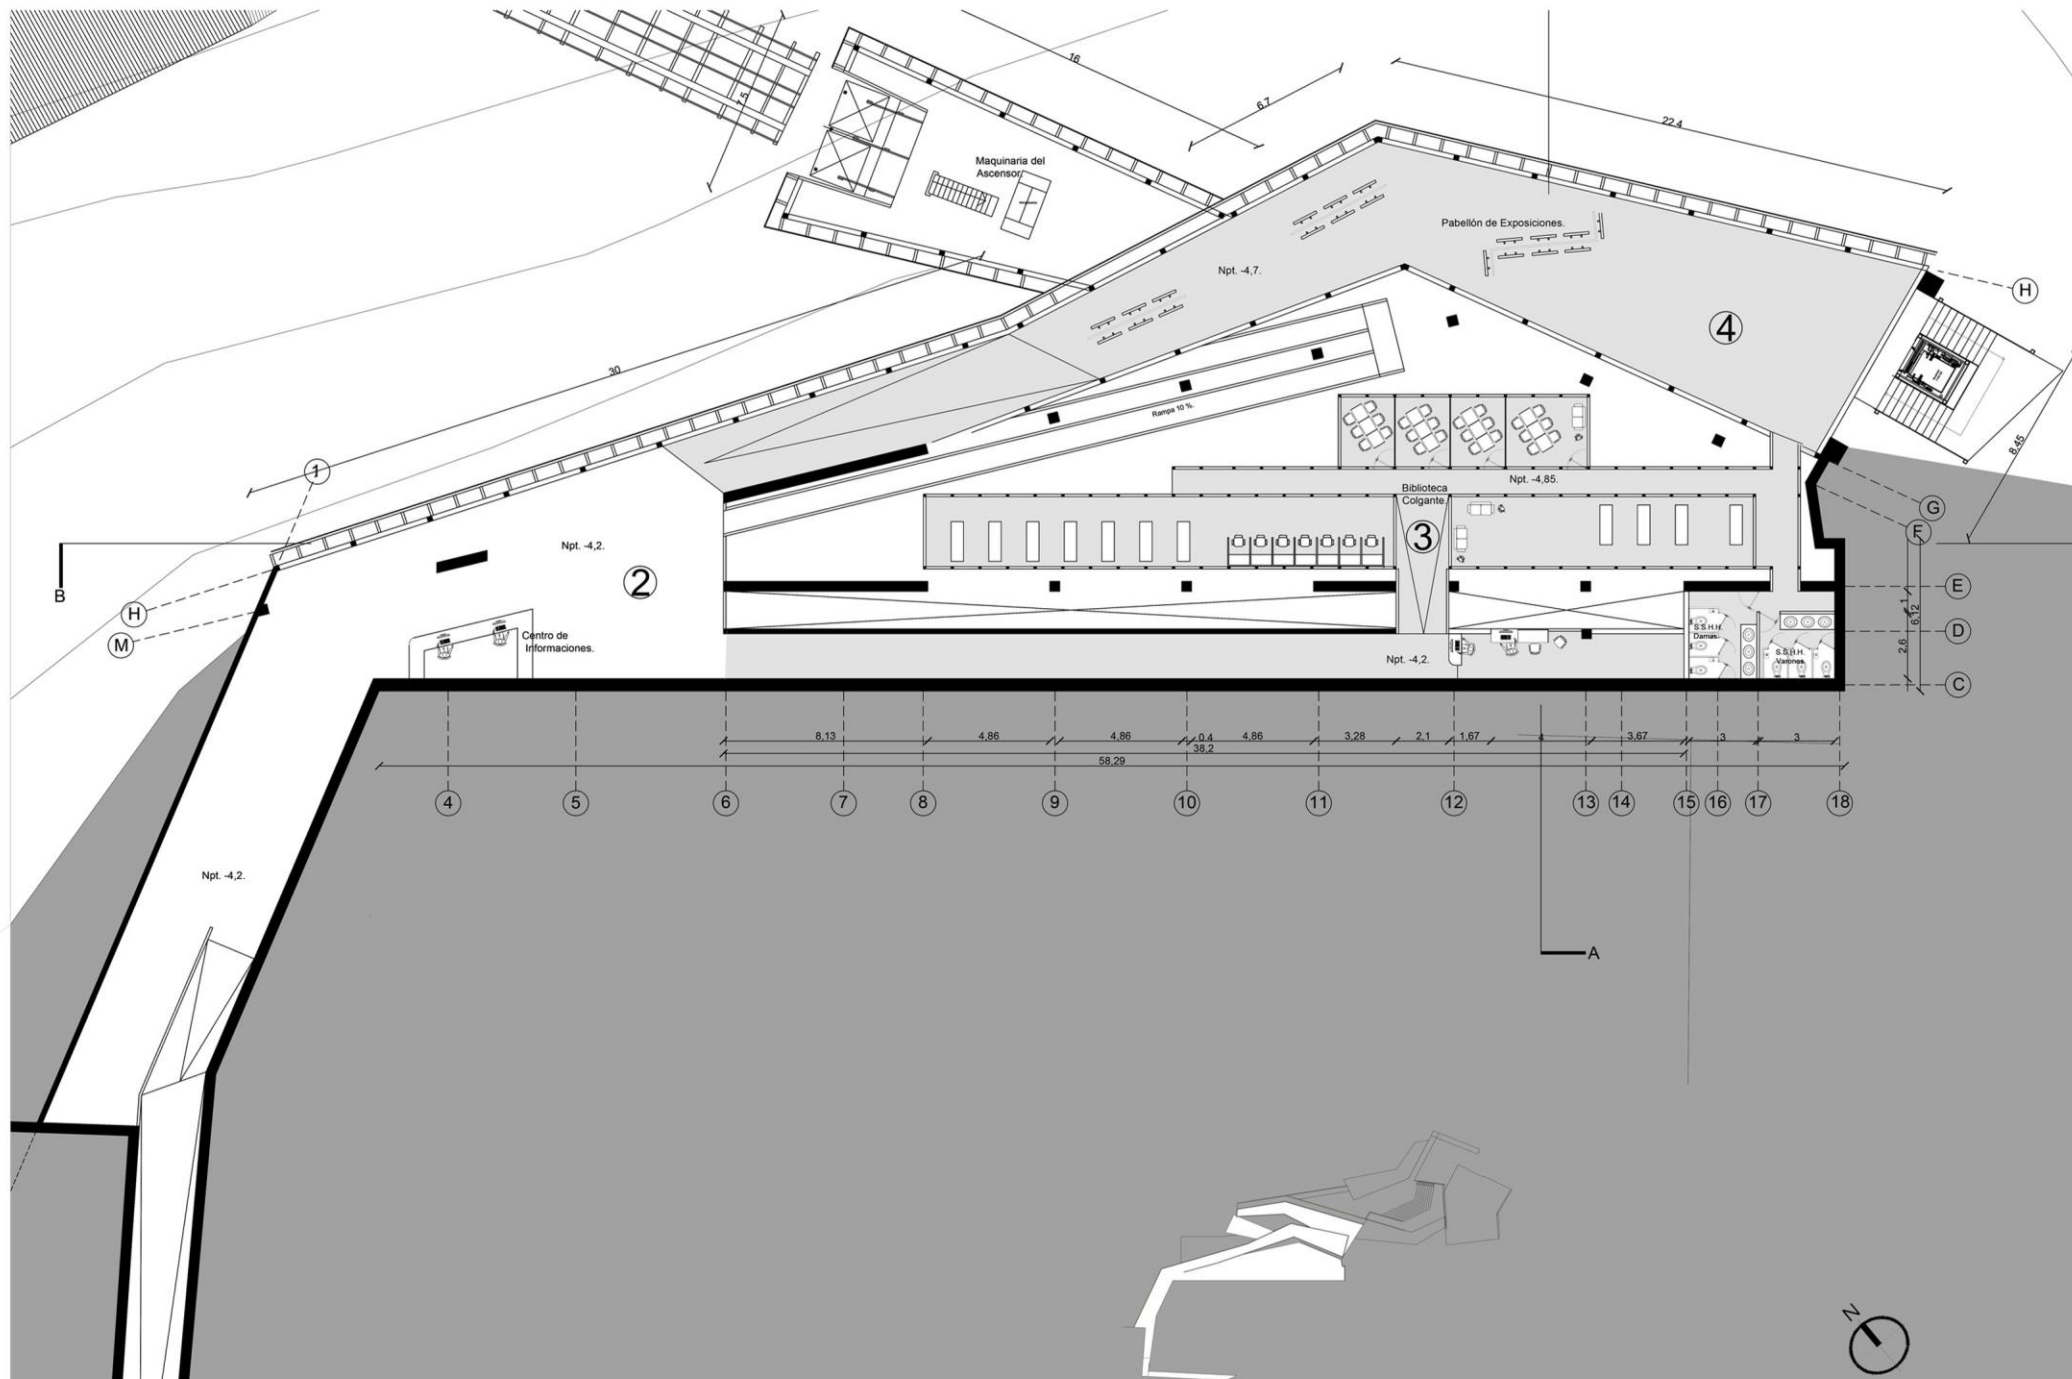 16
6,7
22,4
7,5
Maquinaria del
Ascensor.
Pabellón de Exposiciones.
Npt. -4,7.
H
4
30
Rampa 10 %.
8,45
1
Npt. -4,85.
Biblioteca
Colgante.
G
F
3
Npt. -4,2.
2
B
E
H
M
1
6,12
D
2,6
Centro de
Informaciones.
S.S.H.H.
Damas.
S.S.H.H.
Varones.
Npt. -4,2.
C
8,13
4,86
4,86
0.4
4,86
3,28
2,1
1,67
4
3,67
3
3
38,2
58,29
4
5
6
7
8
9
10
11
12
13
14
15
16
17
18
Npt. -4,2.
A
N